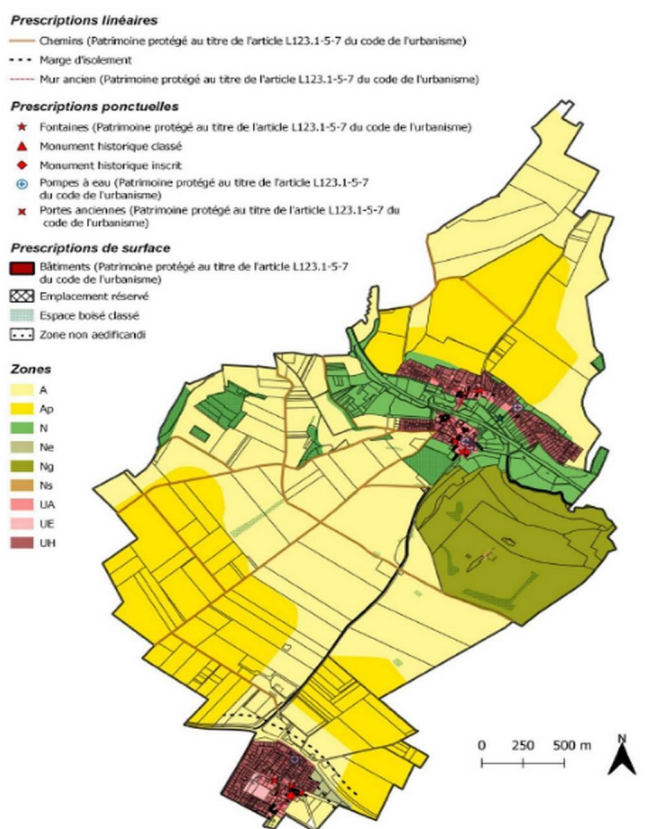 Prescriptions linéaires
Chemins (Patrimoine protégé au titre de l'article L123.1-5-7 du code de l'urbanisme)
Marge d'isolement
Mur ancien (Patrimoine protégé au titre de l'article L123.1-5-7 du code de l'urbanisme)
Prescriptions ponctuelles
Fontaines (Patrimoine protégé au titre de l'article L123.1-5-7 du code de l'urbanisme)
Monument historique classé
Monument historique inscrit
Pompes à eau (Patrimoine protégé au titre de l'article L123.1-5-7
du code de l'urbanisme)
Portes anciennes (Patrimoine protégé au titre de l'article L123.1-5-7 du
code de l'urbanisme)
Prescriptions de surface
Bâtiments (Patrimoine protégé au titre de l'article L123.1-5-7
du code de l'urbanisme)
Emplacement réservé
Espace boisé classé
Zone non aedificandi
Zones
A
Ap
N
Ne
Ng
Ns
UA
UE
UH
0 250 500 m
N